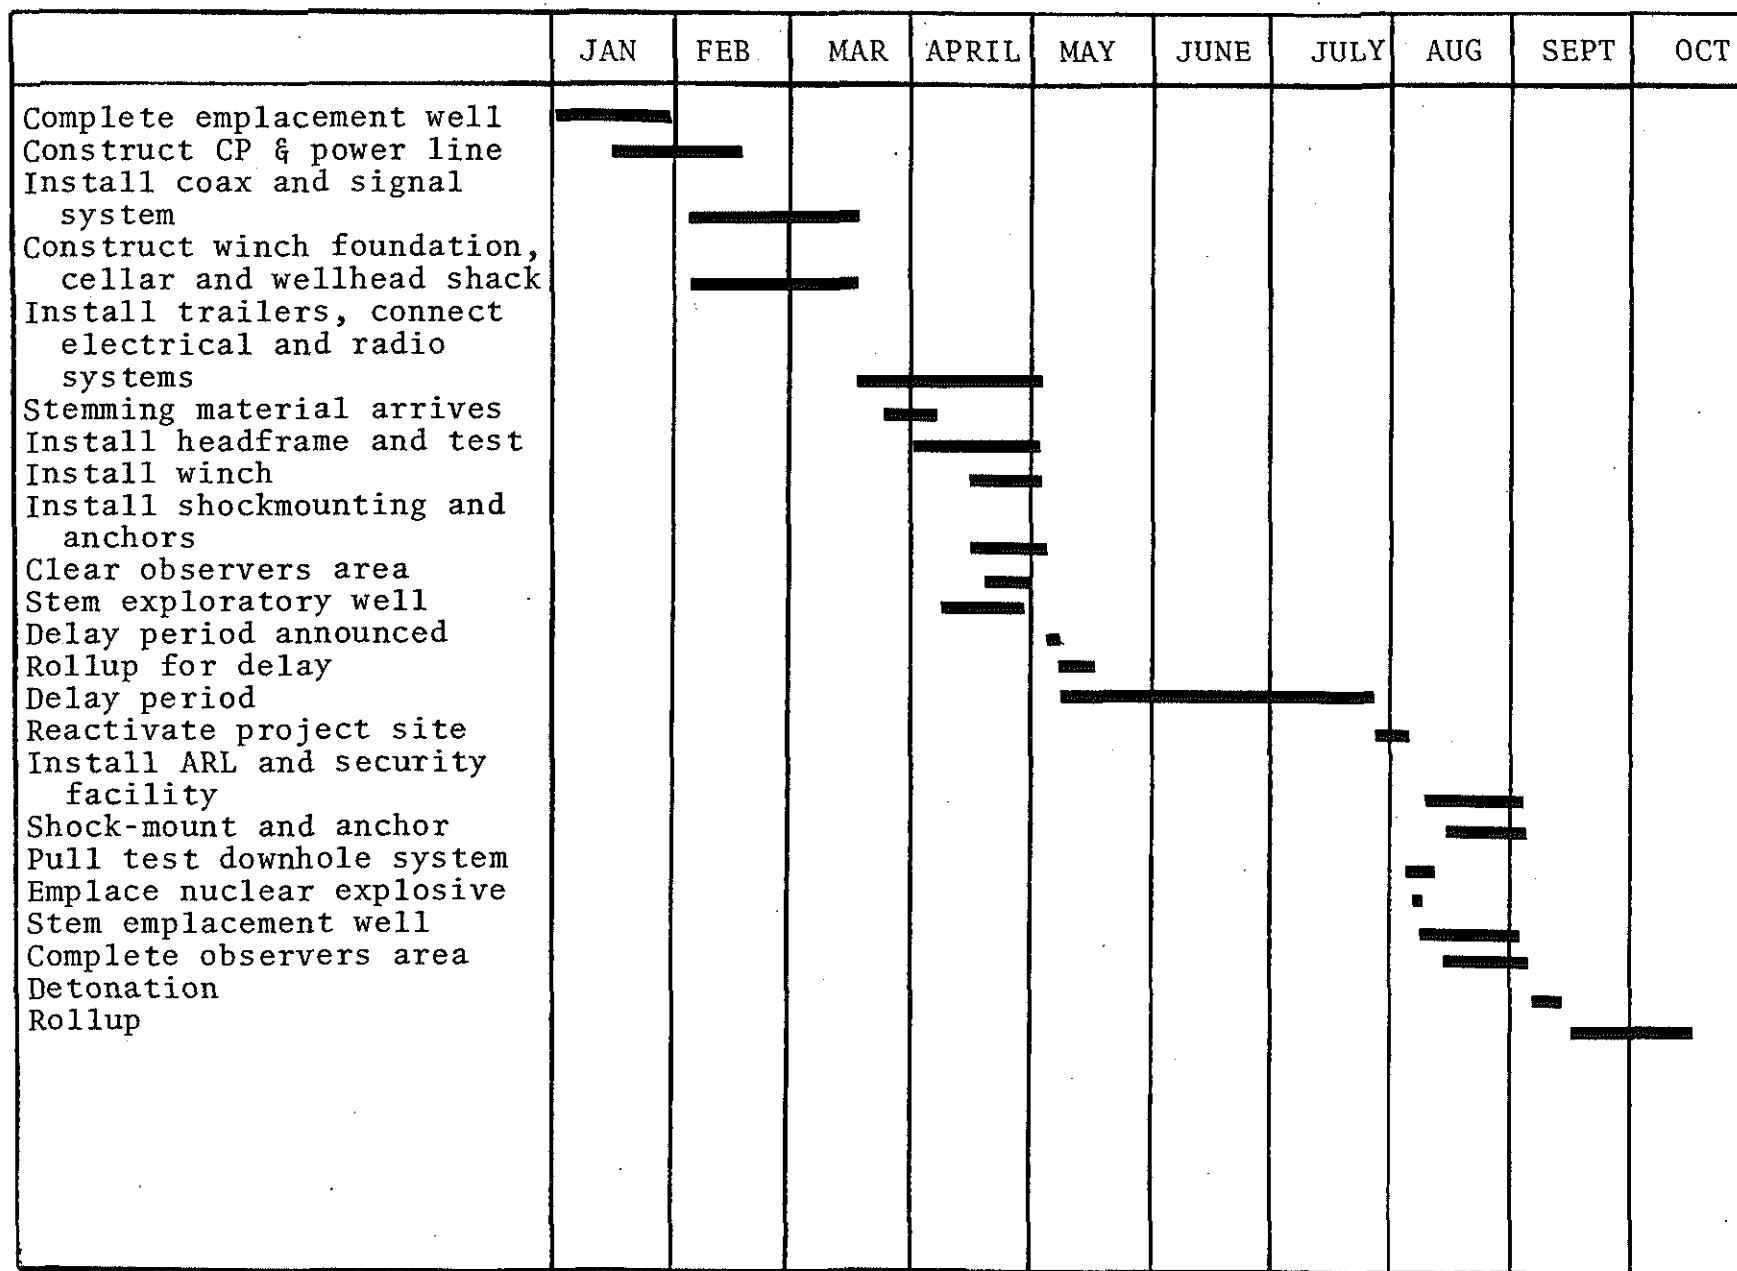 JAN FEB MAR APRIL MAY JUNE JULY AUG SEPT OCT
Complete emplacement well
Construct CP & power line
Install coax and signal
system
Construct winch foundation,
cellar and wellhead shack
Install trailers, connect
electrical and radio
systems
Stemming material arrives
Install headframe and test
Install winch
Install shockmounting and
anchors
Clear observers area
Stem exploratory well
Delay period announced
Rollup for delay
Delay period
Reactivate project site
Install ARL and security
facility
Shock-mount and anchor
Pull test downhole system
Emplace nuclear explosive
Stem emplacement well
Complete observers area
Detonation
Rollup